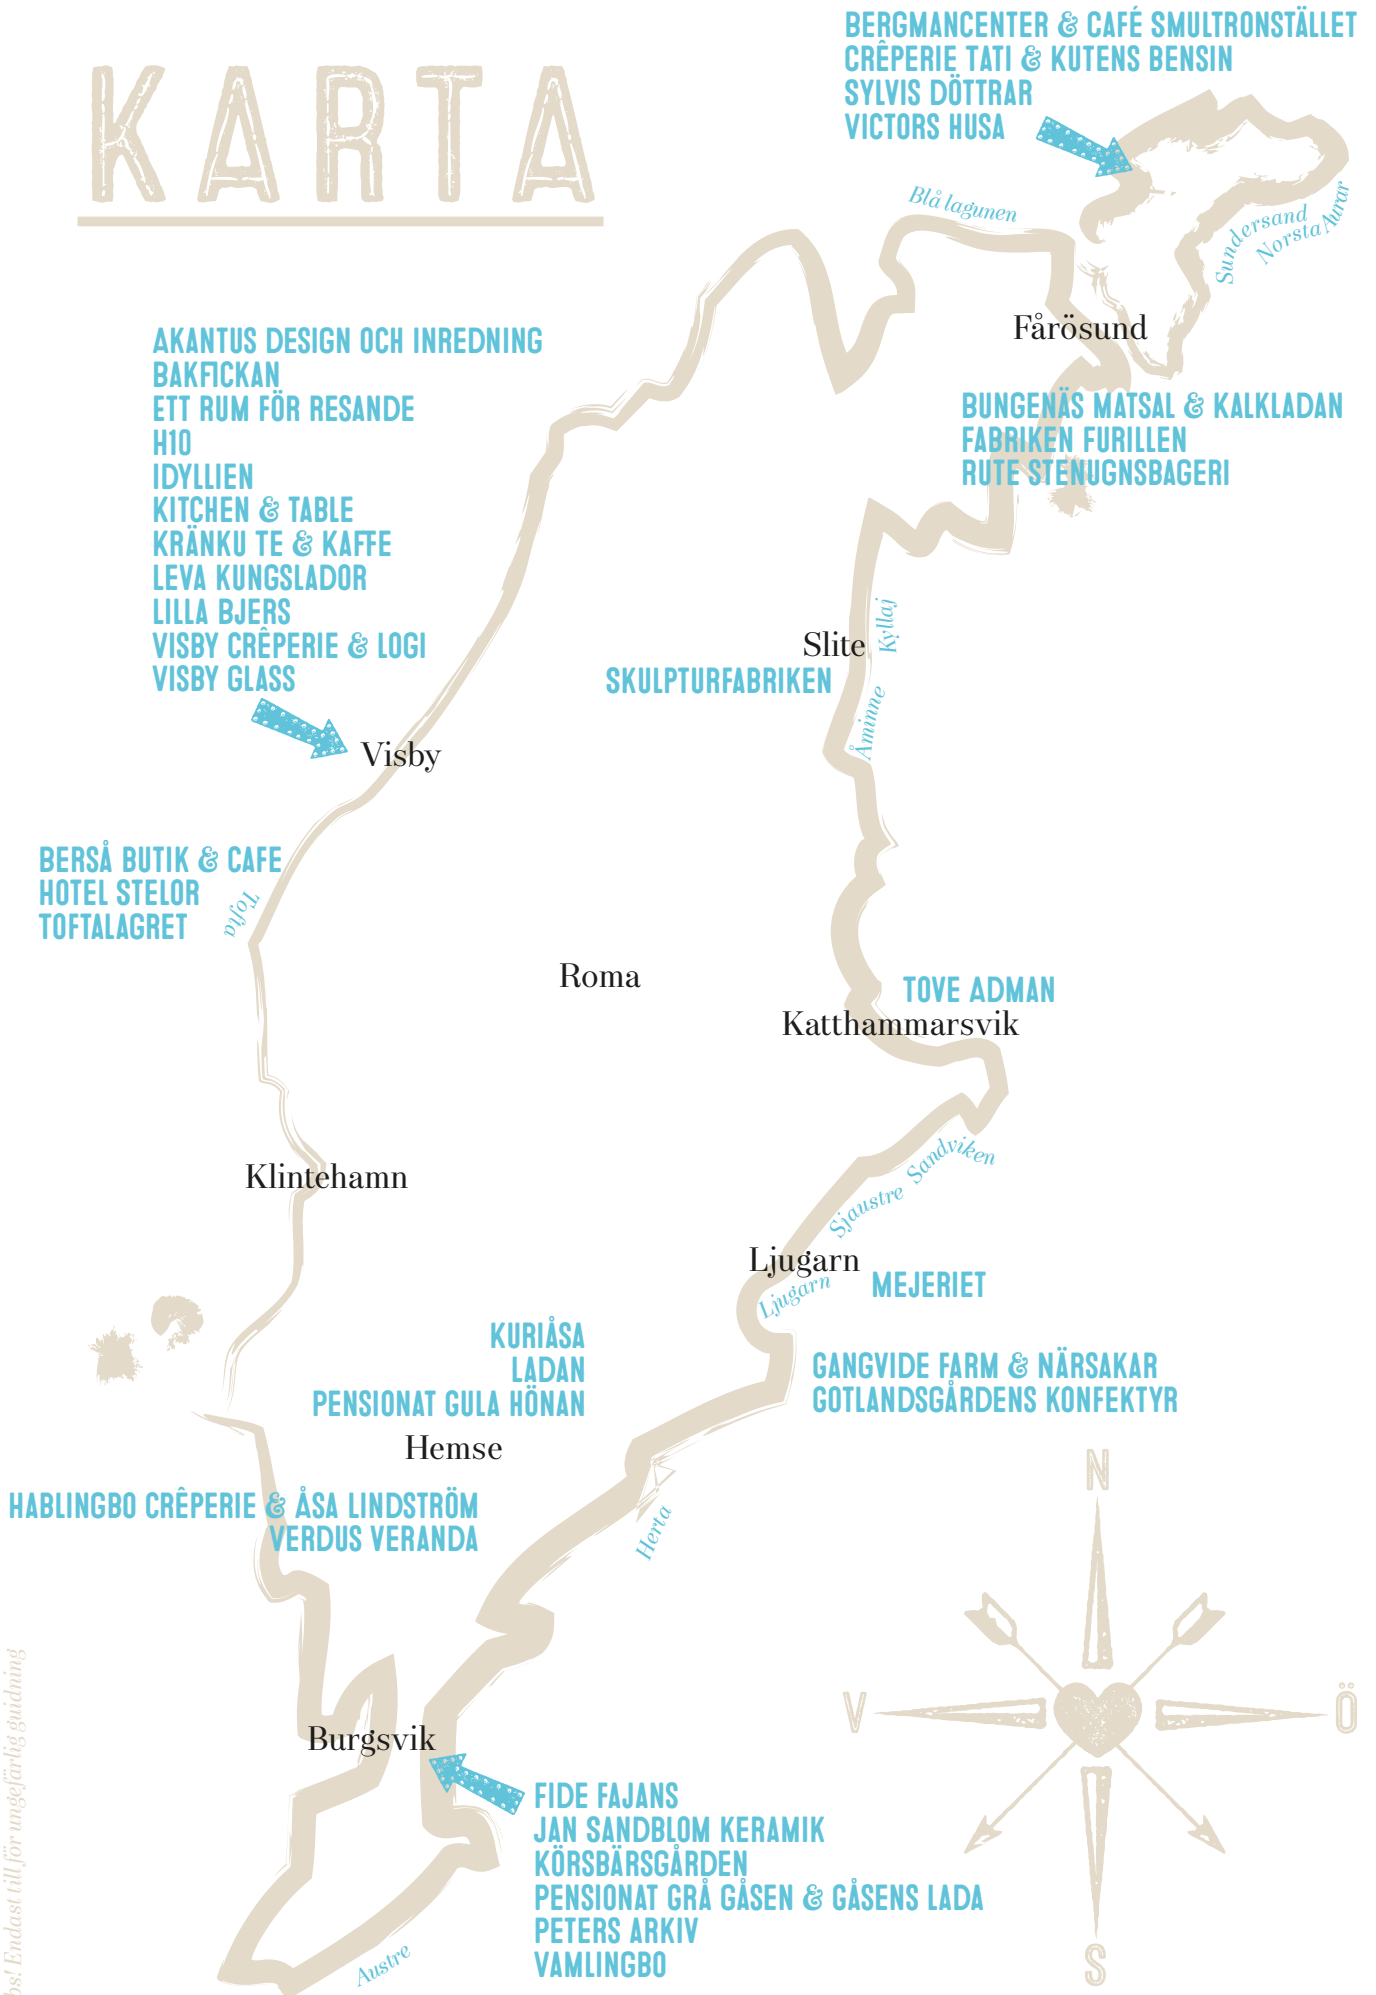 KARTA
BERGMANCENTER & CAFÉ SMULTRONSTÄLLET
CRÊPERIE TATI & KUTENS BENSIN
SYLVIS DÖTTRAR
VICTORS HUSA
Blå lagunen
Sundersand
Norsta Aurar
Fårösund
AKANTUS DESIGN OCH INREDNING
BAKFICKAN
ETT RUM FÖR RESANDE
H10
IDYLLIEN
KITCHEN & TABLE
KRÄNKU TE & KAFFE
LEVA KUNGSLADOR
LILLA BJERS
VISBY CRÊPERIE & LOGI
VISBY GLASS
BUNGENÄS MATSAL & KALKLADAN
FABRIKEN FURILLEN
RUTE STENUGNSBAGERI
Kyllaj
Slite
SKULPTURFABRIKEN
Åminne
Visby
BERSÅ BUTIK & CAFE
HOTEL STELOR
TOFTALAGRET
Tofta
Roma
TOVE ADMAN
Katthammarsvik
Sandviken
Sjaustre
Klintehamn
Ljugarn
Ljugarn
MEJERIET
KURIÅSA
LADAN
PENSIONAT GULA HÖNAN
GANGVIDE FARM & NÄRSAKAR
GOTLANDSGÅRDENS KONFEKTYR
Hemse
HABLINGBO CRÊPERIE & ÅSA LINDSTRÖM
VERDUS VERANDA
Herta
N
V
Ö
S
Burgsvik
FIDE FAJANS
JAN SANDBLOM KERAMIK
KÖRSBÄRSGÅRDEN
PENSIONAT GRÅ GÅSEN & GÅSENS LADA
PETERS ARKIV
VAMLINGBO
Austre
bs! Endast till för ungefärlig guidning